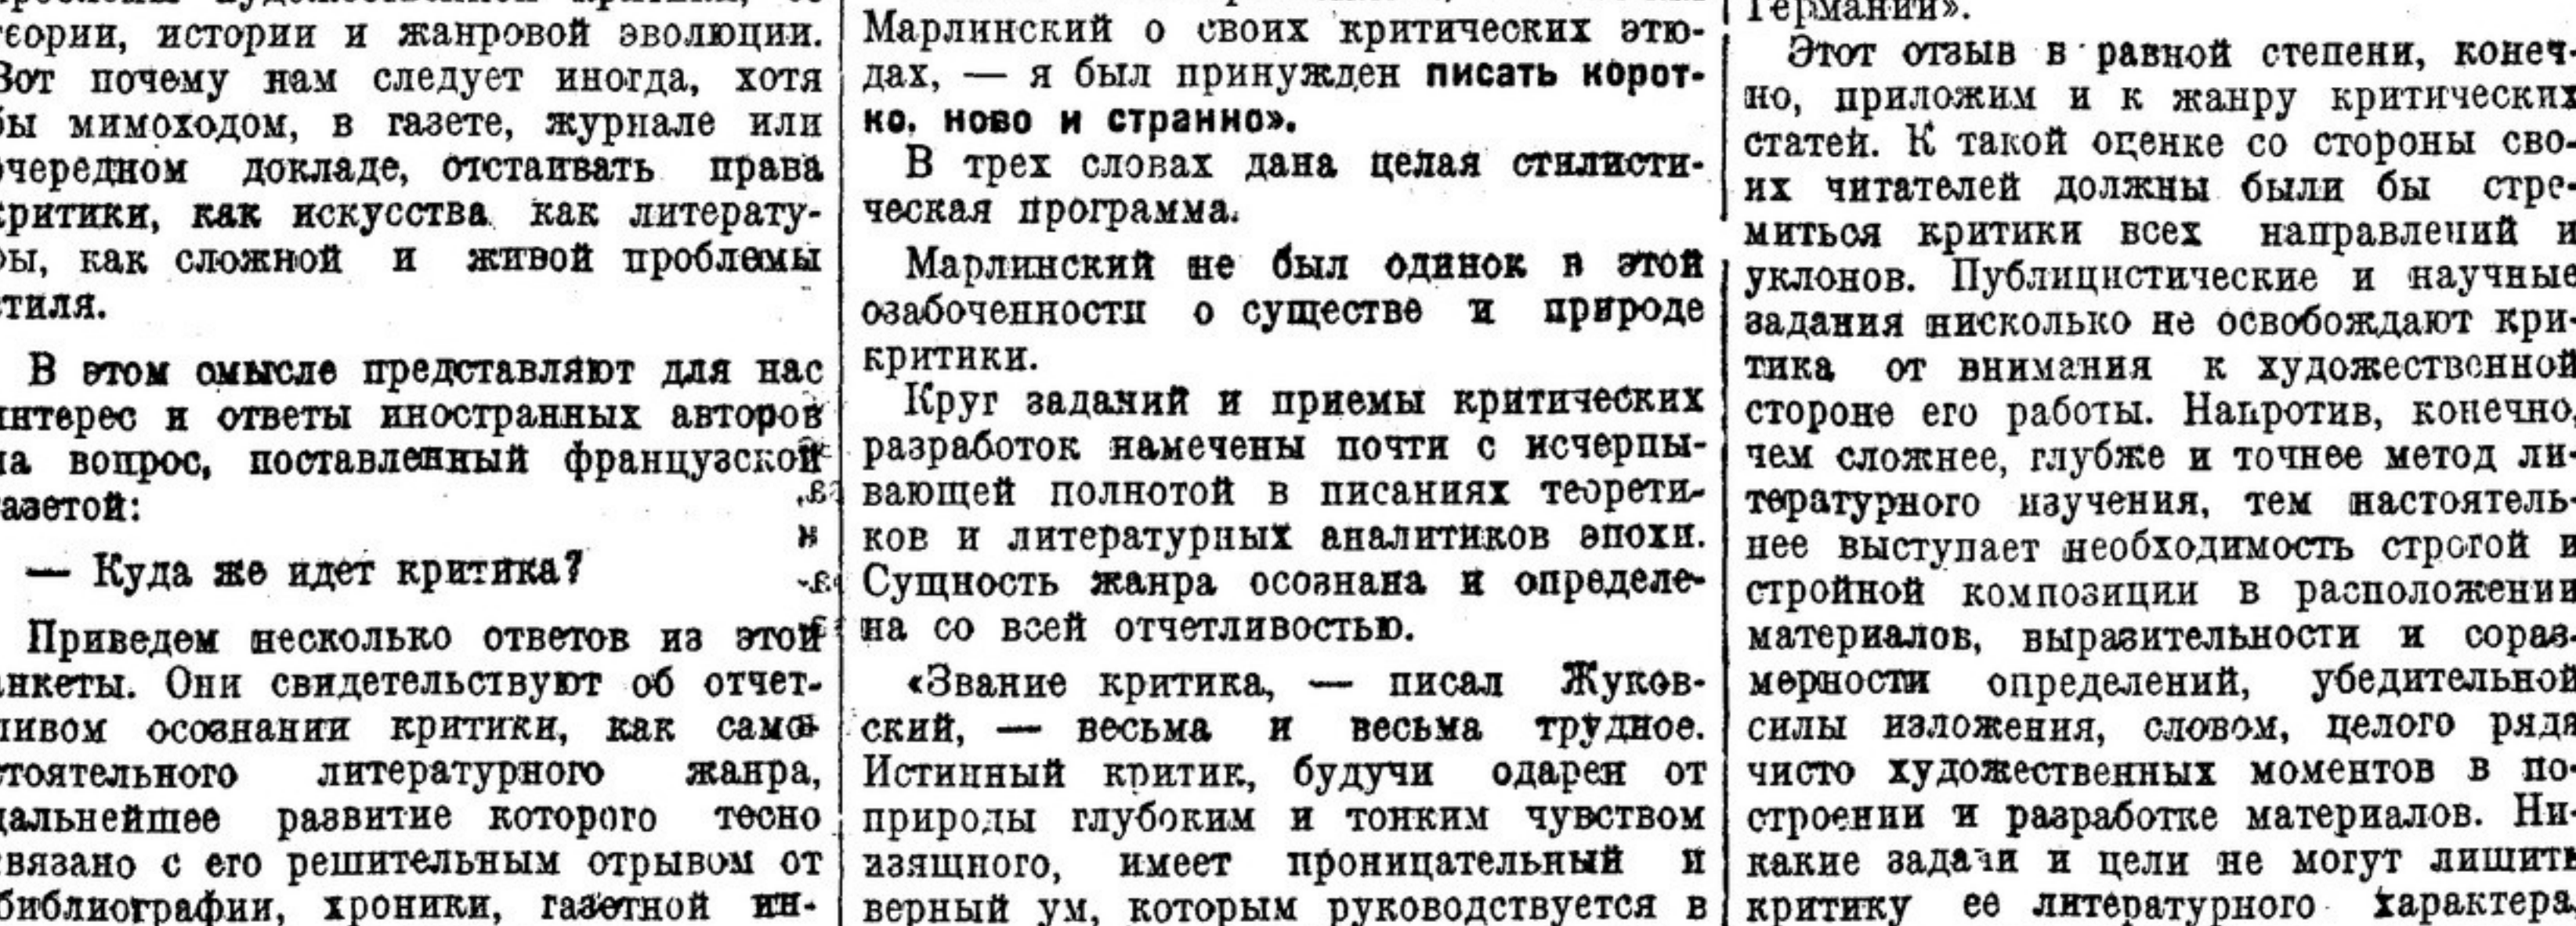 теории, истории и жанровой эволюции.
Вот почему нам следует иногда, хотя
бы мимоходом, в газете, журнале или
очередном докладе, отстаивать права
критики, как искусства как литерату-
ры, как сложной и живой проблемы
стиля.
В этом смысле представляют для нас
интерес и ответы иностранных авторов
на вопрос, поставленный французской
газетой:
— Куда же идет критика?
Приведем несколько ответов из этой
анкеты. Они свидетельствуют об отчет-
ливом осознании критики, как само-
стоятельного литературного жанра,
дальнейшее развитие которого тесно
связано с его решительным отрывом от
библиографии, хроники, газетной ин-
Марлинский о своих критических этю-
дах, — я был принужден писать корот-
ко, ново и странно».
В трех словах дана целая стилисти-
ческая программа.
Марлинский не был одинок в этой
озабоченности о существе и природе
критики.
Круг заданий и приемы критических
разработок намечены почти с исчерпы-
вающей полнотой в писаниях теорети-
ков и литературных аналитиков эпохи.
Сущность жанра осознана и определе-
на со всей отчетливостью.
«Звание критика, — писал Жуков-
ский, — весьма и весьма трудное.
Истинный критик, будучи одарен от
природы глубоким и тонким чувством
изящного, имеет проницательный и
верный ум, которым руководствуется в
Германии».
Этот отзыв в равной степени, конеч-
но, приложим и к жанру критических
статей. К такой оценке со стороны сво-
их читателей должны были бы стре-
миться критики всех направлений и
уклонов. Публицистические и научные
задания нисколько не освобождают кри-
тика от внимания к художественной
стороне его работы. Напротив, конечно,
чем сложнее, глубже и точнее метод ли-
тературного изучения, тем настоятель-
нее выступает необходимость строгой и
стройной композиции в расположении
материалов, выразительности и сораз-
мерности определений, убедительной
силы изложения, словом, целого ряда
чисто художественных моментов в по-
строении и разработке материалов. Ни-
какие задачи и цели не могут лишить
критику ее литературного характера.